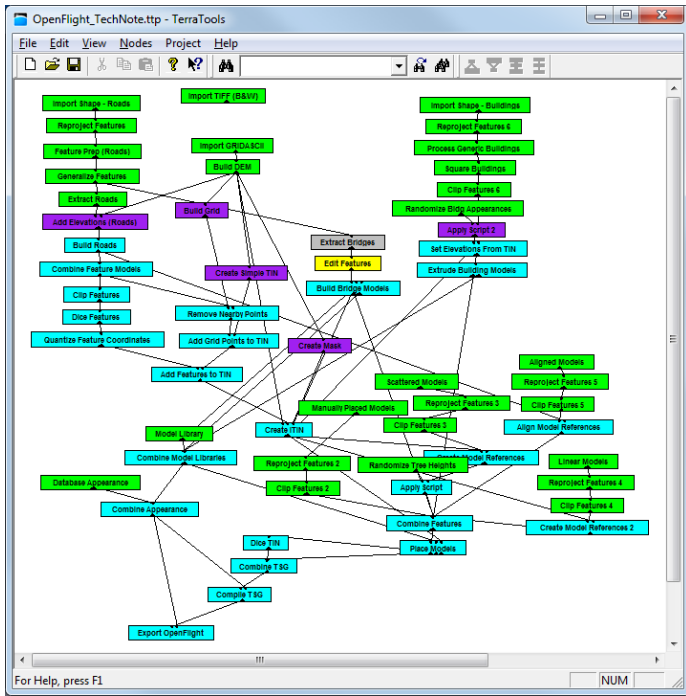 OpenFlight_TechNote.ttp - TerraTools
File Edit View Nodes Project Help
Import Shape - Roads
Import TIFF (B&W)
Import Shape - Buildings
Reproject Features
Reproject Features 6
Feature Prep (Roads)
Import GRIDASCII
Process Generic Buildings
Generalize Features
Build DEM
Square Buildings
Extract Roads
Clip Features 6
Add Elevations (Roads)
Build Grid
Randomize Bldg Appearances
Build Roads
Extract Bridges
Apply Script 2
Combine Feature Models
Create Simple TIN
Edit Features
Set Elevations From TIN
Extrude Building Models
Clip Features
Build Bridge Models
Dice Features
Remove Nearby Points
Quantize Feature Coordinates
Add Grid Points to TIN
Create Mask
Add Features to TIN
Aligned Models
Scattered Models
Reproject Features 5
Manually Placed Models
Reproject Features 3
Clip Features 5
Model Library
Create iTIN
Clip Features 3
Align Model References
Combine Model Libraries
Reproject Features 2
Randomize Tree Heights
Model References
Linear Models
Database Appearance
Clip Features 2
Apply Script
Reproject Features 4
Combine Appearance
Combine Features
Clip Features 4
Create Model References 2
Dice TIN
Place Models
Combine TSG
Compile TSG
Export OpenFlight
For Help, press F1
NUM